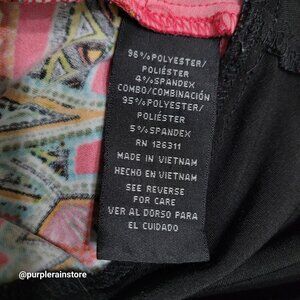 96%POLYESTER/
POLIÉSTER
4%SPANDEX
COMBO/COMBINACIÓN
95%POLYESTER/
POLIÉSTER
5%SPANDEX
RN 126311
MADE IN VIETNAM
HECHO EN VIETNAM
SEE REVERSE
FOR CARE
VER AL DORSO PARA
EL CUIDADO
@purplerainstore